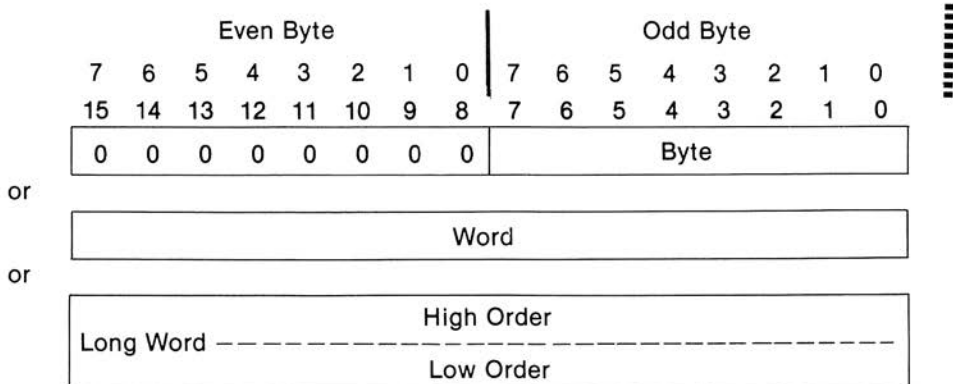 Even Byte Odd Byte
7 6 5 4 3 2 1 0 7 6 5 4 3 2 1 0
15 14 13 12 11 10 9 8 7 6 5 4 3 2 1 0
0 0 0 0 0 0 0 0 Byte
or
Word
or
High Order
Long Word
Low Order